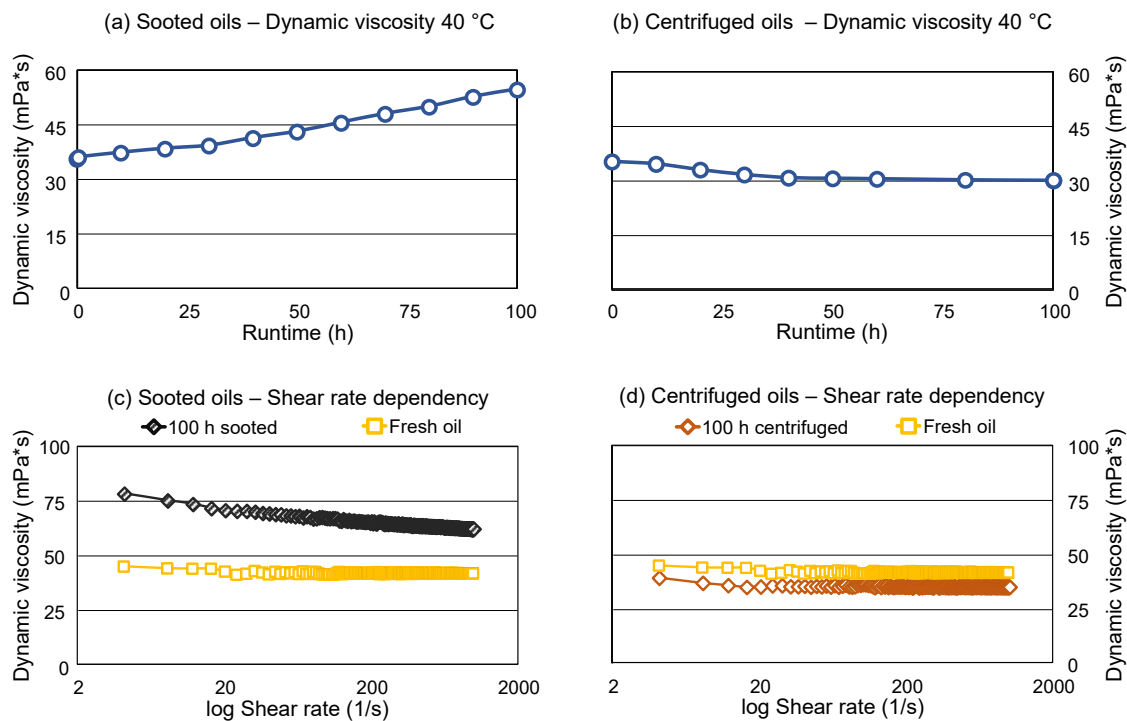 (a) Sooted oils – Dynamic viscosity 40 °C
Dynamic viscosity (mPa*s)
60
45
30
15
0
0 25 50 75 100
Runtime (h)
(b) Centrifuged oils – Dynamic viscosity 40 °C
60
45
30
15
0
Dynamic viscosity (mPa*s)
0 25 50 75 100
Runtime (h)
(c) Sooted oils – Shear rate dependency
100 h sooted Fresh oil
Dynamic viscosity (mPa*s)
100
75
50
25
0
2 20 200 2000
log Shear rate (1/s)
(d) Centrifuged oils – Shear rate dependency
100 h centrifuged Fresh oil
100
75
50
25
0
Dynamic viscosity (mPa*s)
2 20 200 2000
log Shear rate (1/s)